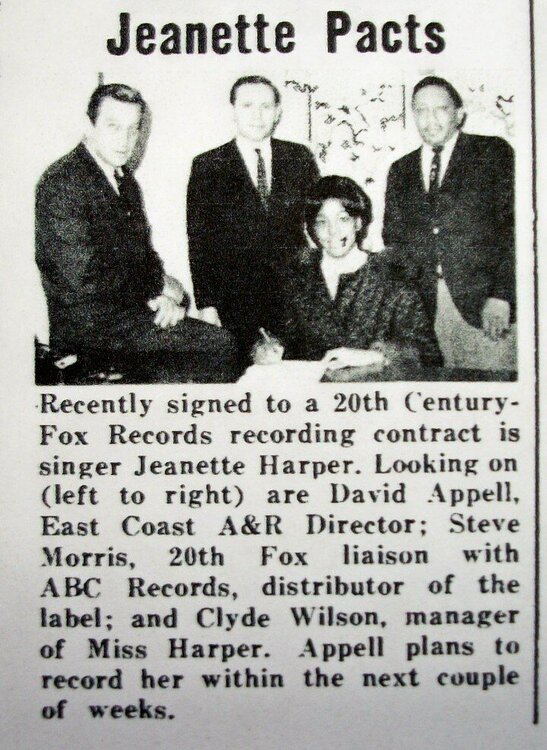 Jeanette Pacts
Recently signed to a 20th Century-
Fox Records recording contract is
singer Jeanette Harper. Looking on
(left to right) are David Appell,
East Coast A&R Director; Steve
Morris, 20th Fox liaison with
ABC Records, distributor of the
label; and Clyde Wilson, manager
of Miss Harper. Appell plans to
record her within the next couple
of weeks.